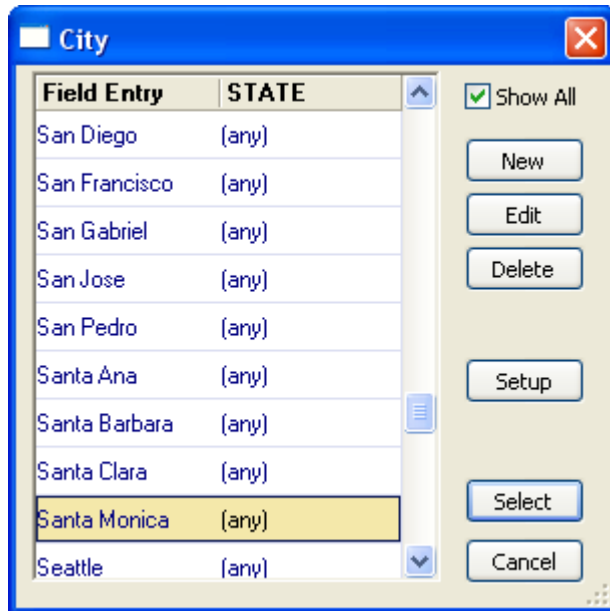 City
Field Entry STATE
Show All
San Diego (any)
San Francisco (any)
New
San Gabriel (any)
Edit
San Jose (any)
Delete
San Pedro (any)
Santa Ana (any)
Setup
Santa Barbara (any)
Santa Clara (any)
Santa Monica (any)
Select
Seattle (any)
Cancel